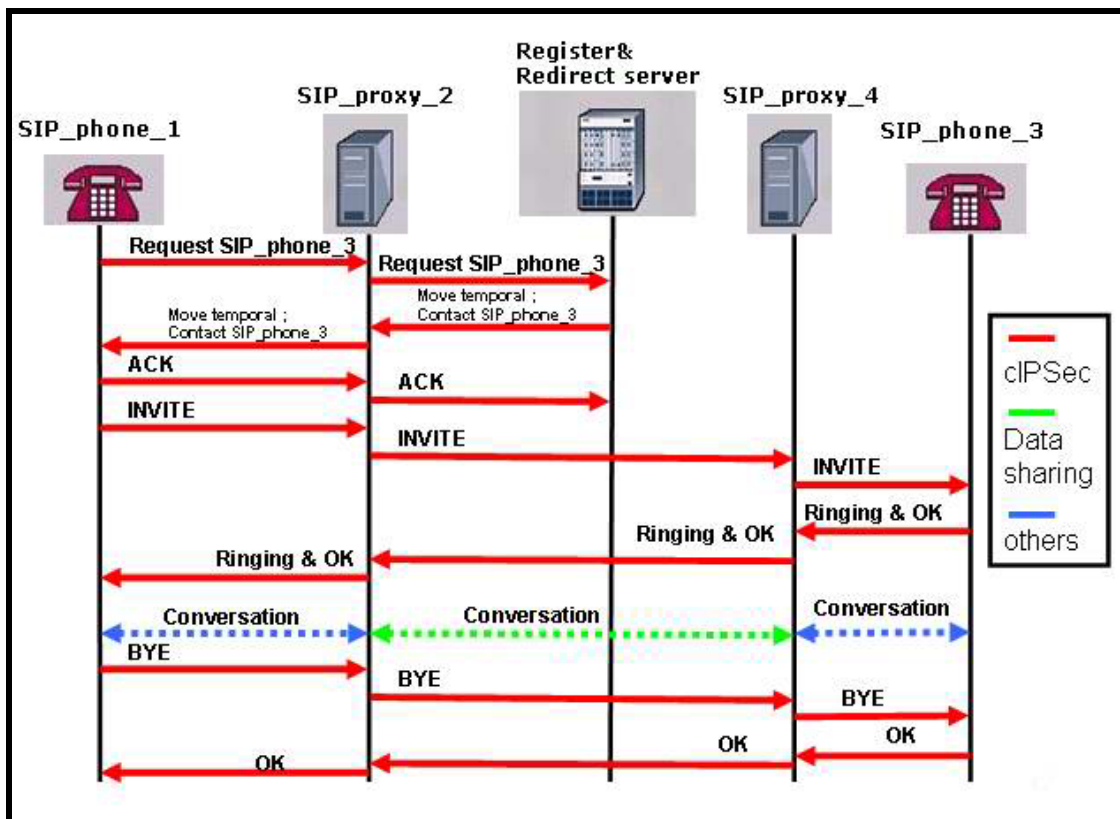 Register&
Redirect server
SIP_proxy_2
SIP_proxy_4
SIP_phone_1
SIP_phone_3
Request SIP_phone_3
Request SIP_phone_3
Move temporal ;
Contact SIP_phone_3
Move temporal ;
Contact SIP_phone_3
ACK
ACK
INVITE
INVITE
INVITE
Ringing & OK
Ringing & OK
Ringing & OK
Conversation
Conversation
Conversation
BYE
BYE
BYE
OK
OK
OK
cIPSec
Data
sharing
others